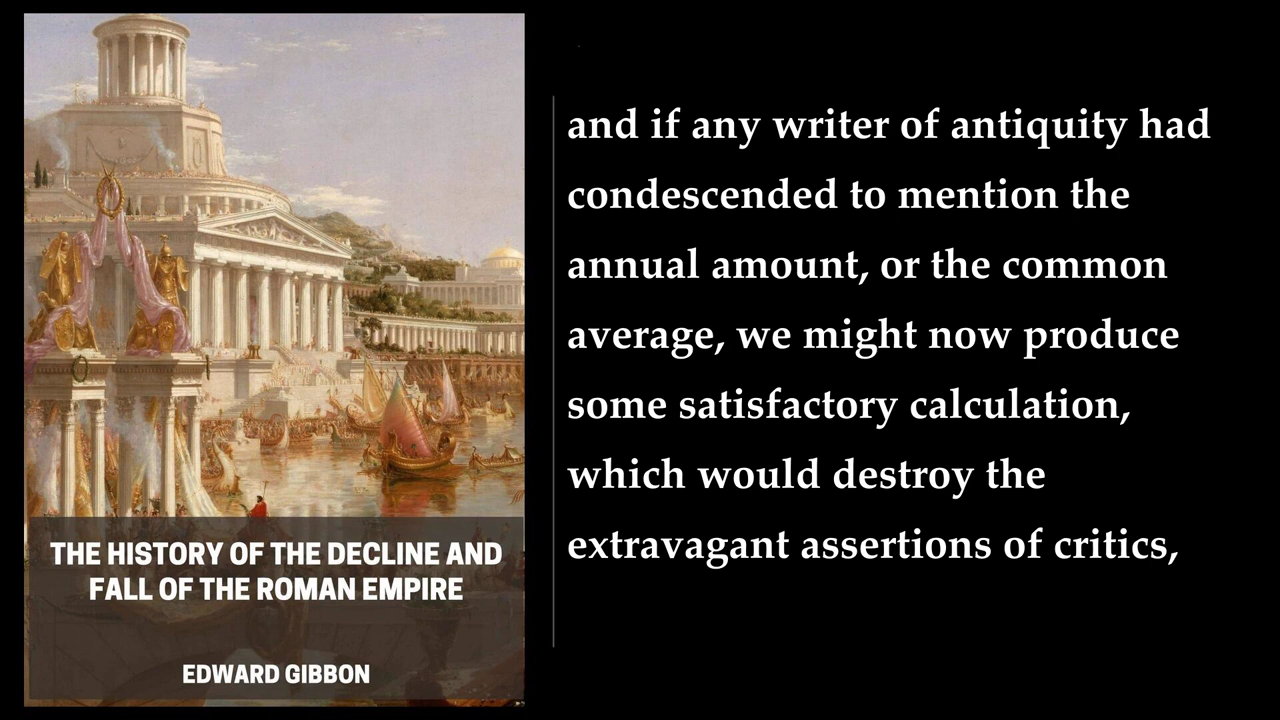 THE HISTORY OF THE DECLINE AND
FALL OF THE ROMAN EMPIRE
EDWARD GIBBON
and if any writer of antiquity had
condescended to mention the
annual amount, or the common
average, we might now produce
some satisfactory calculation,
which would destroy the
extravagant assertions of critics,